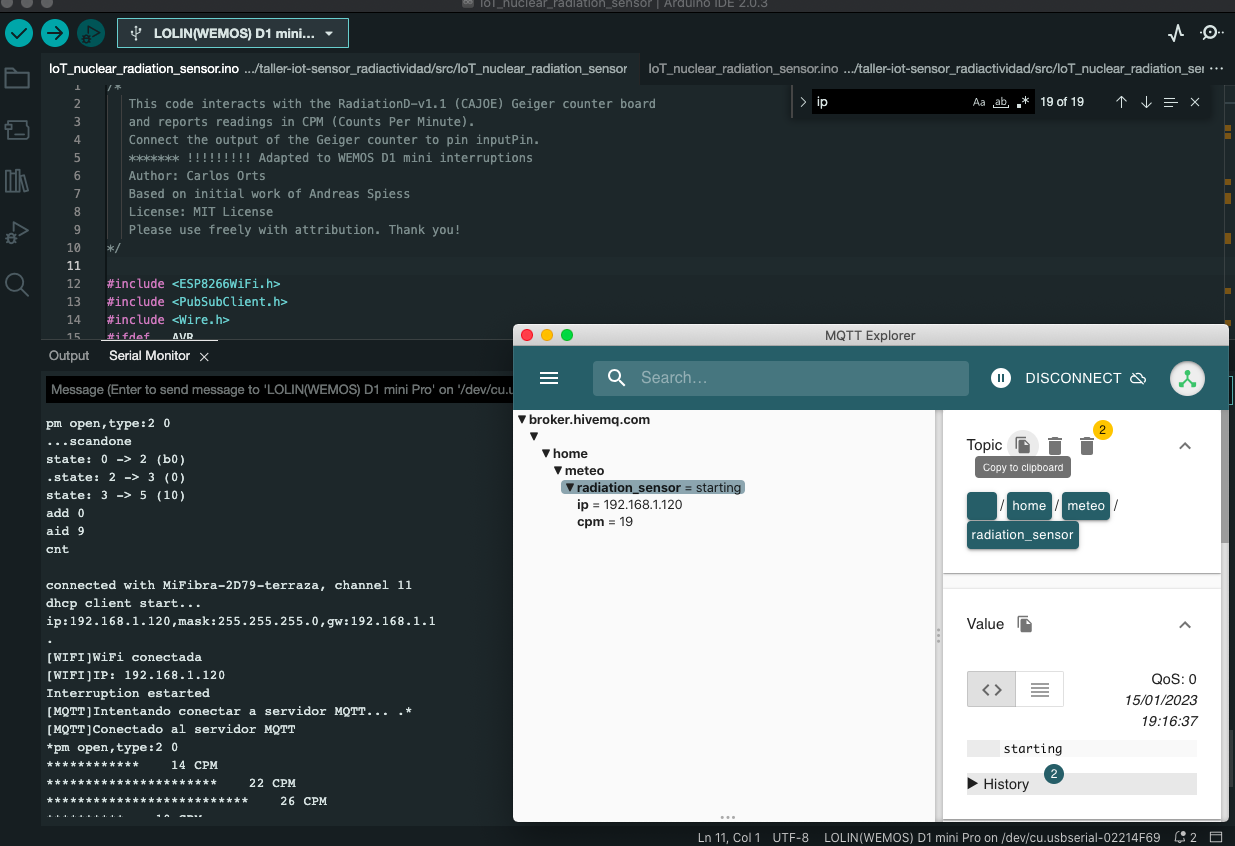 IoT_nuclear_radiation_sensor | Arduino IDE 2.0.3
LOLIN(WEMOS) D1 mini...
IoT_nuclear_radiation_sensor.ino .../taller-iot-sensor_radiactividad/src/IoT_nuclear_radiation_sensor
IoT_nuclear_radiation_sensor.ino .../taller-iot-sensor_radiactividad/src/IoT_nuclear_radiation_se
ip
Aa ab .* 19 of 19
1 /*
2 This code interacts with the RadiationD-v1.1 (CAJOE) Geiger counter board
3 and reports readings in CPM (Counts Per Minute).
4 Connect the output of the Geiger counter to pin inputPin.
5 ******* !!!!!!!!! Adapted to WEMOS D1 mini interruptions
6 Author: Carlos Orts
7 Based on initial work of Andreas Spiess
8 License: MIT License
9 Please use freely with attribution. Thank you!
10 */
11
12 #include <ESP8266WiFi.h>
13 #include <PubSubClient.h>
14 #include <Wire.h>
15 #ifdef __AVR__
Output
Serial Monitor
Message (Enter to send message to 'LOLIN(WEMOS) D1 mini Pro' on '/dev/cu.u
pm open,type:2 0
...scandone
state: 0 -> 2 (b0)
.state: 2 -> 3 (0)
state: 3 -> 5 (10)
add 0
aid 9
cnt
connected with MiFibra-2D79-terraza, channel 11
dhcp client start...
ip:192.168.1.120,mask:255.255.255.0,gw:192.168.1.1
.
[WIFI]WiFi conectada
[WIFI]IP: 192.168.1.120
Interruption estarted
[MQTT]Intentando conectar a servidor MQTT... .*
[MQTT]Conectado al servidor MQTT
*pm open,type:2 0
************ 14 CPM
********************** 22 CPM
************************** 26 CPM
MQTT Explorer
Search...
DISCONNECT
broker.hivemq.com
home
meteo
radiation_sensor = starting
ip = 192.168.1.120
cpm = 19
Topic
2
Copy to clipboard
/ home / meteo /
radiation_sensor
Value
QoS: 0
15/01/2023
19:16:37
starting
History
2
Ln 11, Col 1 UTF-8 LOLIN(WEMOS) D1 mini Pro on /dev/cu.usbserial-02214F69 2